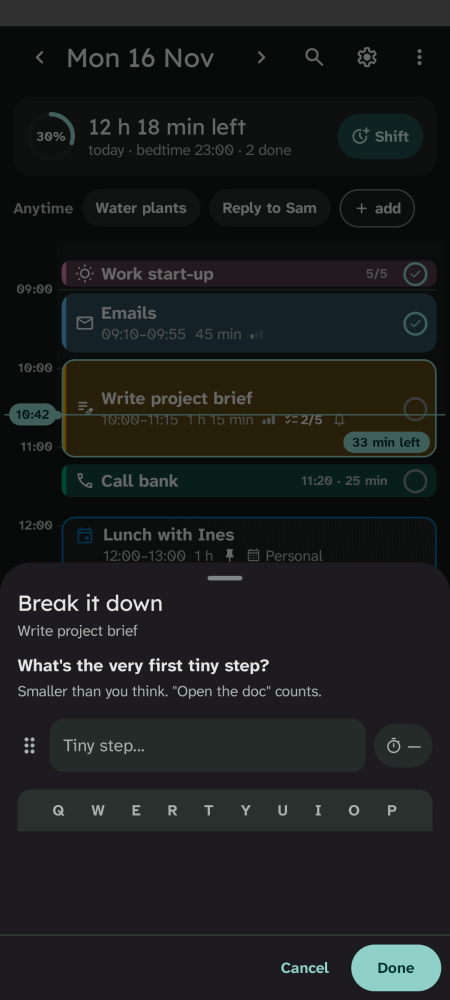 Mon 16 Nov
30%
12 h 18 min left
today · bedtime 23:00 · 2 done
Shift
Anytime
Water plants
Reply to Sam
+ add
Work start-up
5/5
09:00
Emails
09:10–09:55 45 min
10:00
Write project brief
10:00–11:15 1 h 15 min 2/5
10:42
33 min left
11:00
Call bank
11:20 · 25 min
12:00
Lunch with Ines
12:00–13:00 1 h Personal
Break it down
Write project brief
What's the very first tiny step?
Smaller than you think. "Open the doc" counts.
Tiny step...
—
Q W E R T Y U I O P
Cancel
Done